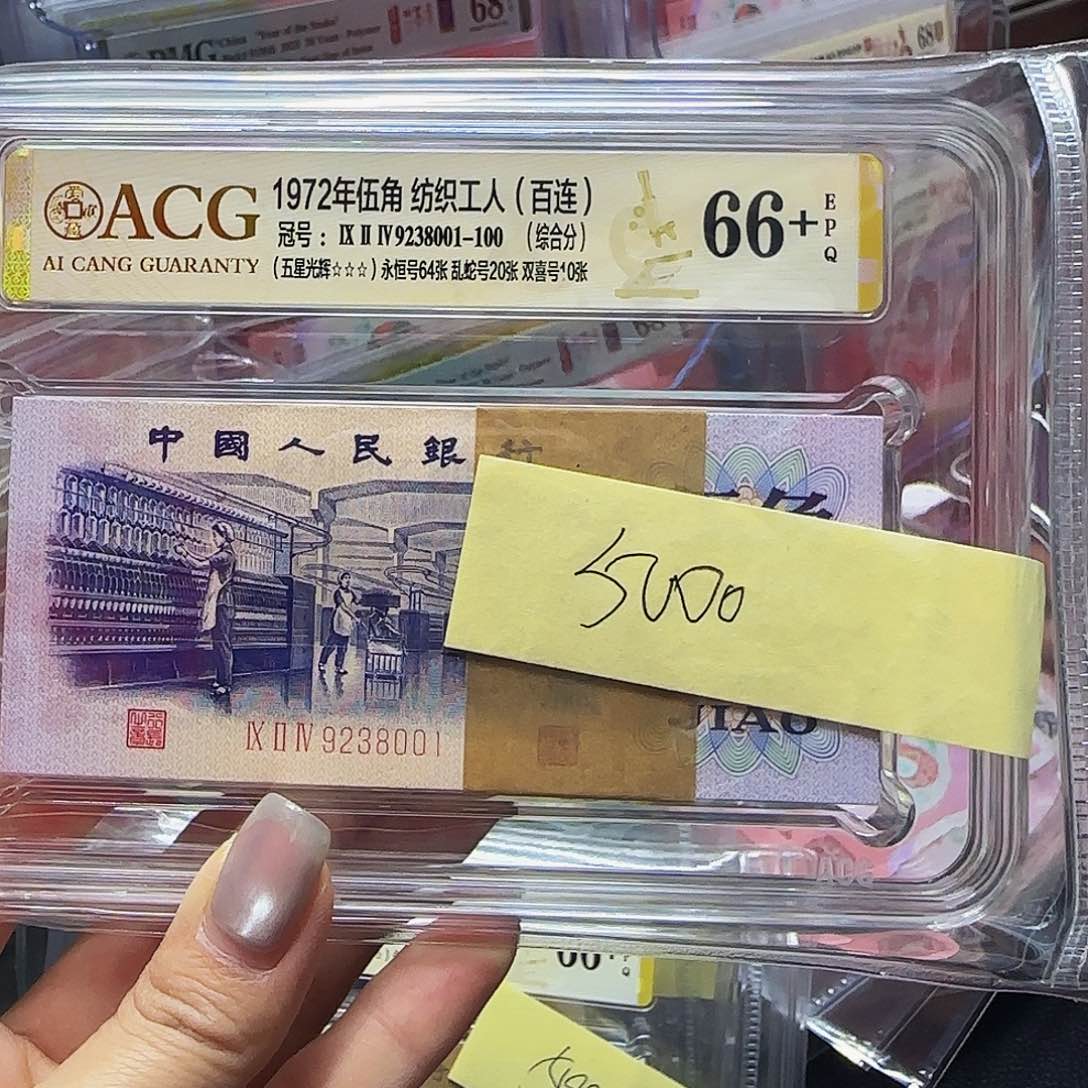 68
68
ACG
AI CANG GUARANTY
1972年伍角 纺织工人（百连）
冠号：IX II IV 9238001-100 （综合分）
（五星光辉☆☆☆）永恒号64张 乱蛇号20张 双喜号10张
66+
EPQ
中國人民銀行
5000
JIAO
IX II IV 9238001
ACG